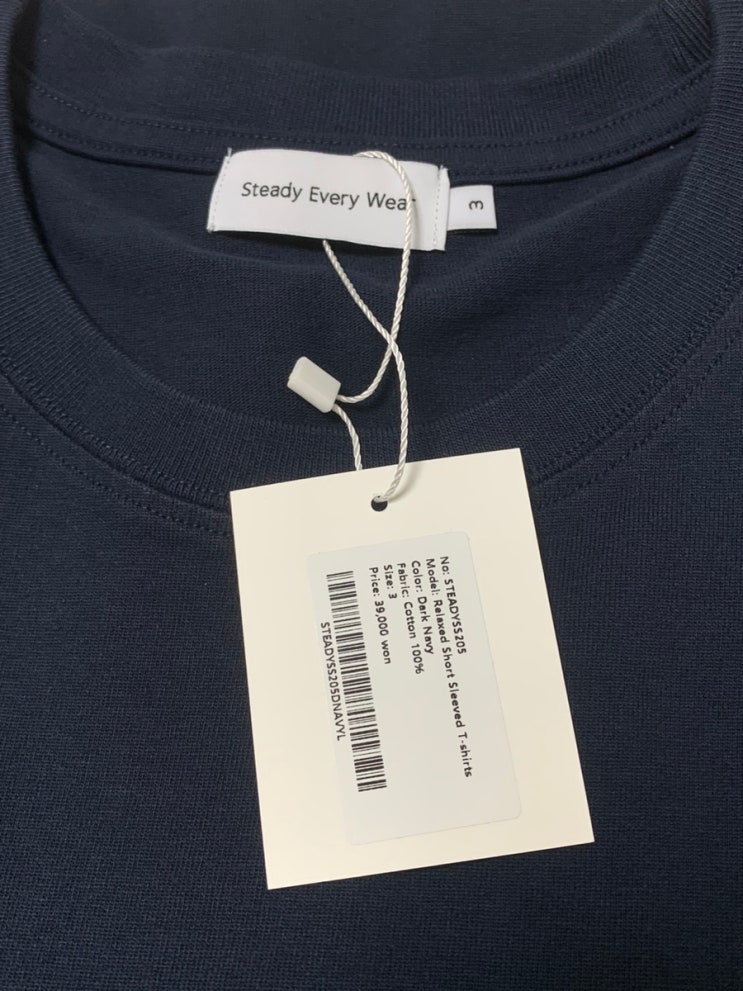 Steady Every Wear
3
No: STEADYSS205
Model: Relaxed Short Sleeved T-shirts
Color: Dark Navy
Fabric: Cotton 100%
Size: 3
Price: 39,000 won
STEADYSS205DNAVYL